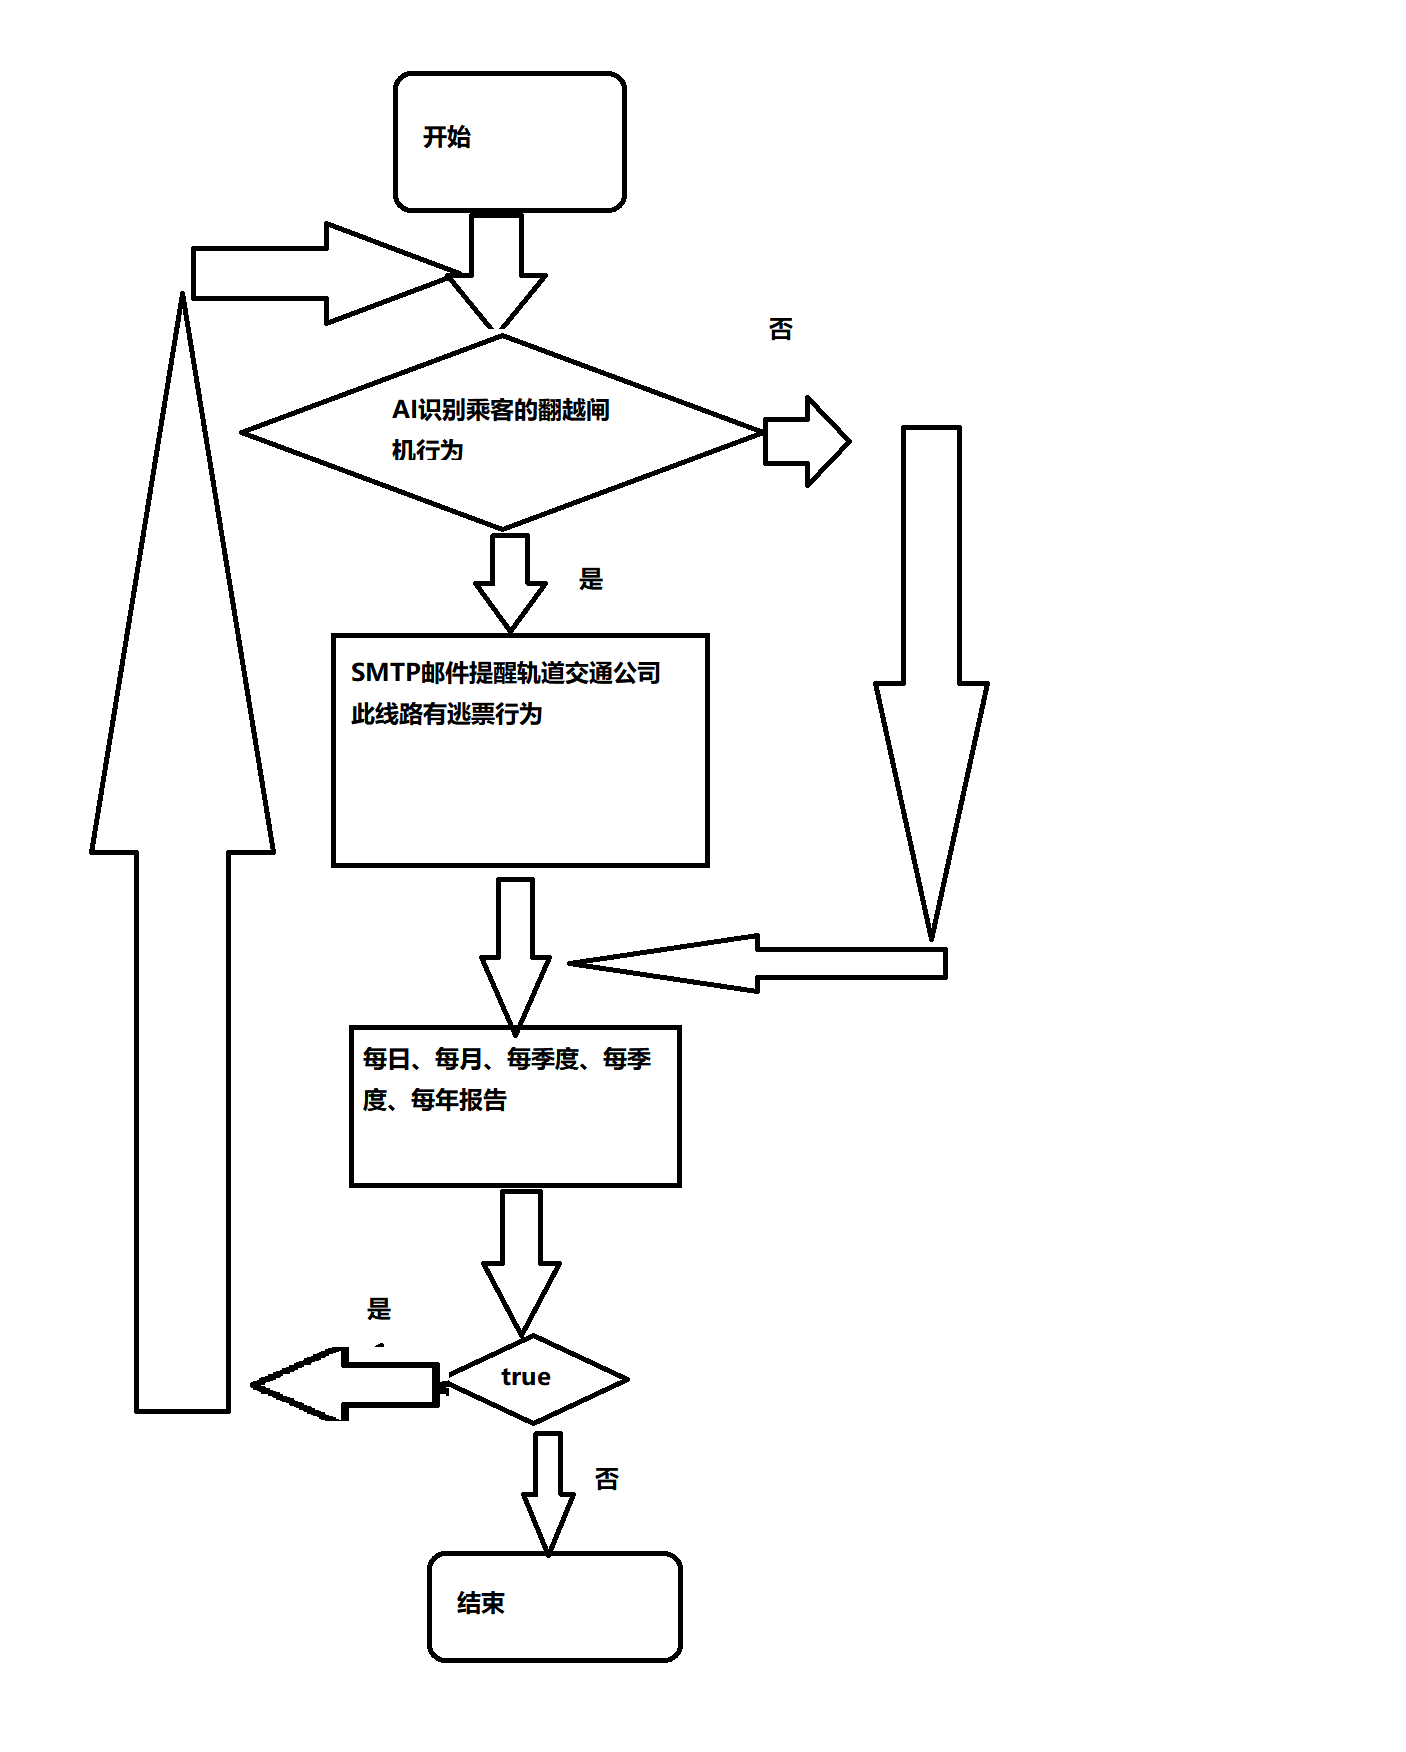 开始
否
AI识别乘客的翻越闸
机行为
是
SMTP邮件提醒轨道交通公司
此线路有逃票行为
每日、每月、每季度、每季
度、每年报告
是
true
否
结束